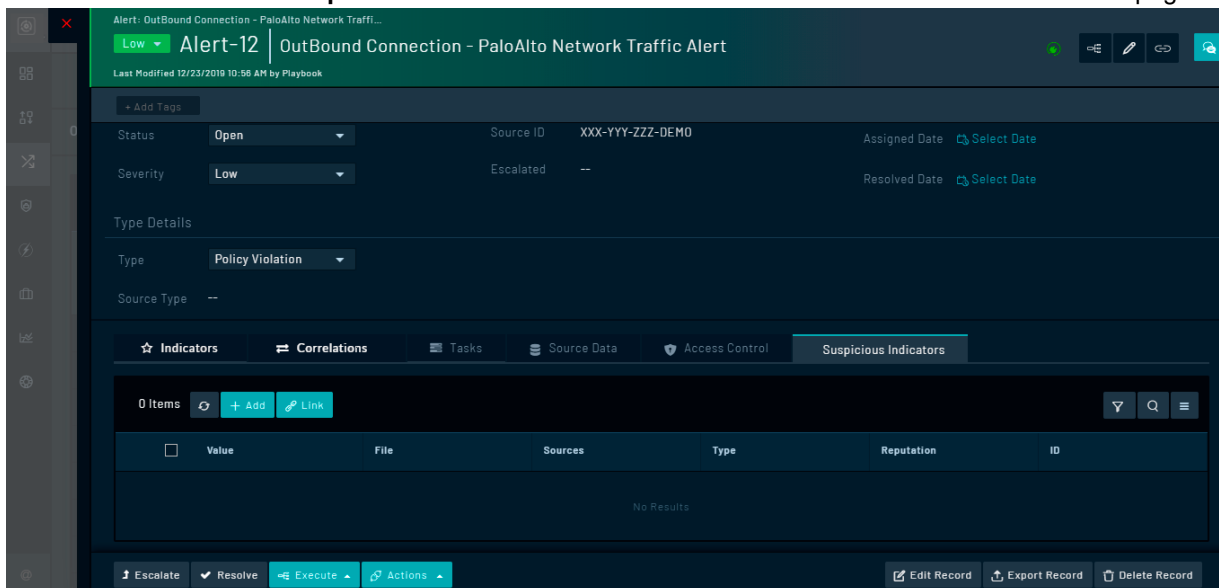 Alert: OutBound Connection - PaloAlto Network Traffi...
Low Alert-12 OutBound Connection - PaloAlto Network Traffic Alert
Last Modified 12/23/2019 10:56 AM by Playbook
+ Add Tags
Status Open Source ID XXX-YYY-ZZZ-DEMO Assigned Date Select Date
Severity Low Escalated -- Resolved Date Select Date
Type Details
Type Policy Violation
Source Type --
Indicators Correlations Tasks Source Data Access Control Suspicious Indicators
0 Items + Add Link
Value File Sources Type Reputation ID
No Results
Escalate Resolve Execute Actions Edit Record Export Record Delete Record